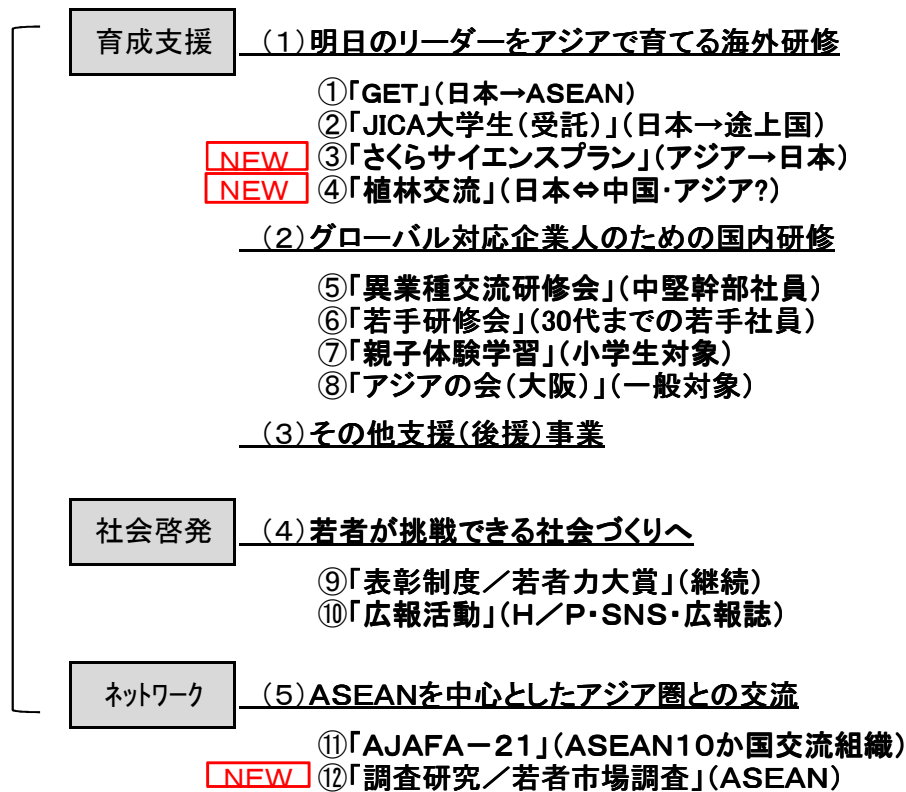 育成支援 (1)明日のリーダーをアジアで育てる海外研修
①「GET」(日本→ASEAN)
②「JICA大学生(受託)」(日本→途上国)
NEW ③「さくらサイエンスプラン」(アジア→日本)
NEW ④「植林交流」(日本⇔中国・アジア?)
(2)グローバル対応企業人のための国内研修
⑤「異業種交流研修会」(中堅幹部社員)
⑥「若手研修会」(30代までの若手社員)
⑦「親子体験学習」(小学生対象)
⑧「アジアの会(大阪)」(一般対象)
(3)その他支援(後援)事業
社会啓発 (4)若者が挑戦できる社会づくりへ
⑨「表彰制度/若者力大賞」(継続)
⑩「広報活動」(H/P・SNS・広報誌)
ネットワーク (5)ASEANを中心としたアジア圏との交流
⑪「AJAFA-21」(ASEAN10か国交流組織)
NEW ⑫「調査研究/若者市場調査」(ASEAN)